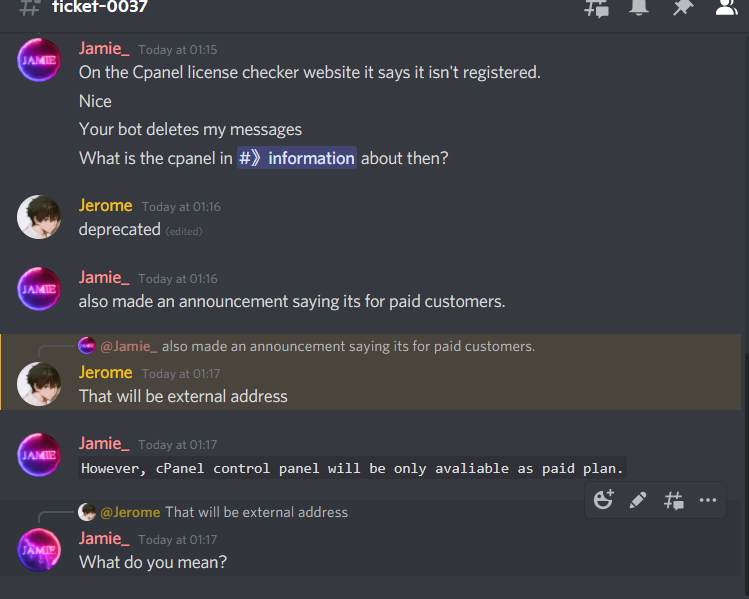 ticket-0037
Jamie_ Today at 01:15
On the Cpanel license checker website it says it isn't registered.
Nice
Your bot deletes my messages
What is the cpanel in #》information about then?
Jerome Today at 01:16
deprecated (edited)
Jamie_ Today at 01:16
also made an announcement saying its for paid customers.
@Jamie_ also made an announcement saying its for paid customers.
Jerome Today at 01:17
That will be external address
Jamie_ Today at 01:17
However, cPanel control panel will be only avaliable as paid plan.
@Jerome That will be external address
Jamie_ Today at 01:17
What do you mean?